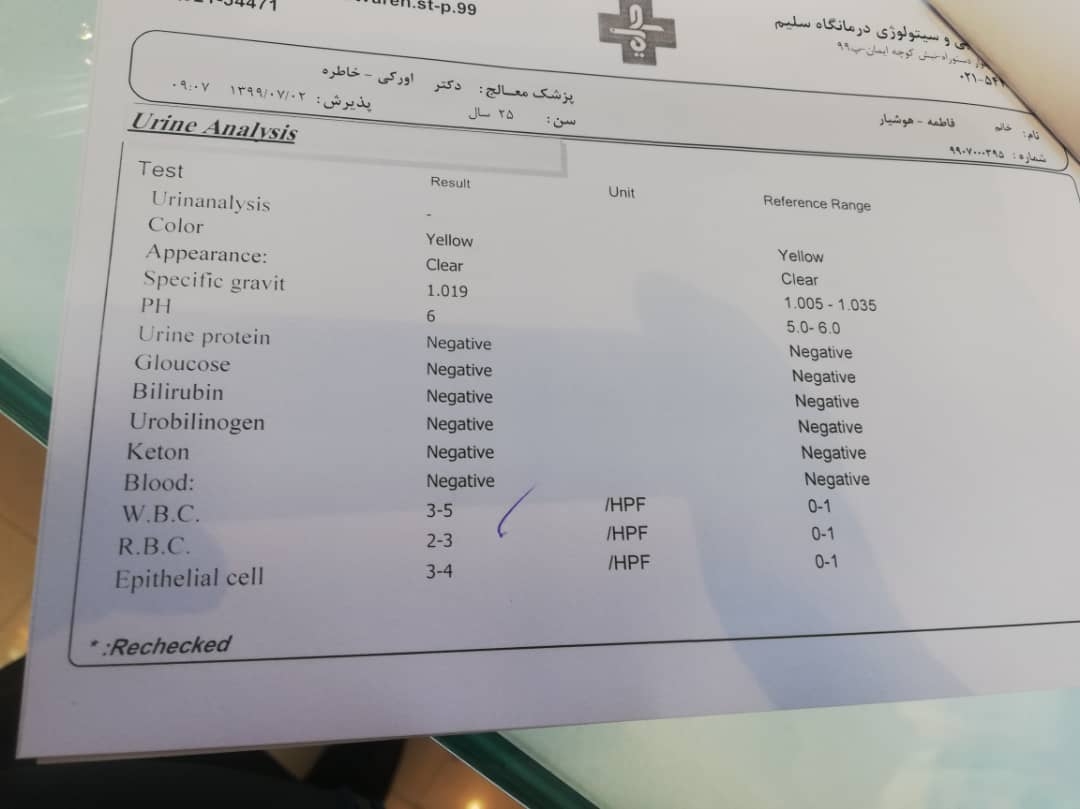 st-p.99
و سیتولوژی درمانگاه سلیم
کوچه ایمان-پ۹۹
نام: خانم فاطمه - هوشیار
شماره: ۹۹۰۷۰۰۰۳۹۵
پزشک معالج: دکتر اورکی - خاطره
سن: ۲۵ سال
پذیرش: ۱۳۹۹/۰۷/۰۲ ۰۹:۰۷
Urine Analysis
Test Result Unit Reference Range
Urinanalysis -
Color Yellow Yellow
Appearance: Clear Clear
Specific gravit 1.019 1.005 - 1.035
PH 6 5.0- 6.0
Urine protein Negative Negative
Gloucose Negative Negative
Bilirubin Negative Negative
Urobilinogen Negative Negative
Keton Negative Negative
Blood: Negative Negative
W.B.C. 3-5 /HPF 0-1
R.B.C. 2-3 /HPF 0-1
Epithelial cell 3-4 /HPF 0-1
* :Rechecked